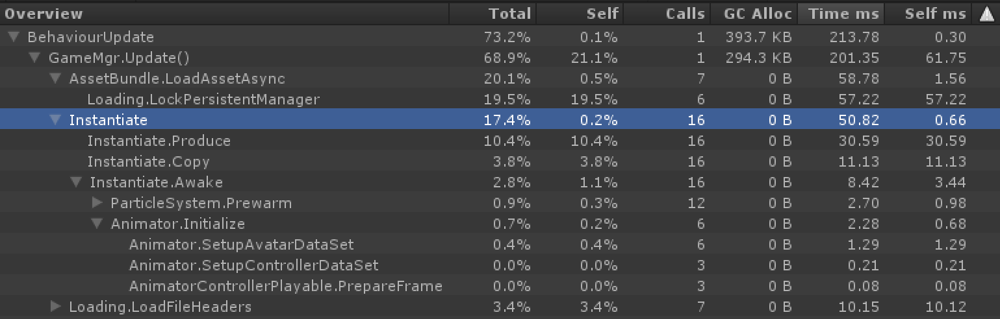 Overview Total Self Calls GC Alloc Time ms Self ms
BehaviourUpdate 73.2% 0.1% 1 393.7 KB 213.78 0.30
GameMgr.Update() 68.9% 21.1% 1 294.3 KB 201.35 61.75
AssetBundle.LoadAssetAsync 20.1% 0.5% 7 0 B 58.78 1.56
Loading.LockPersistentManager 19.5% 19.5% 6 0 B 57.22 57.22
Instantiate 17.4% 0.2% 16 0 B 50.82 0.66
Instantiate.Produce 10.4% 10.4% 16 0 B 30.59 30.59
Instantiate.Copy 3.8% 3.8% 16 0 B 11.13 11.13
Instantiate.Awake 2.8% 1.1% 16 0 B 8.42 3.44
ParticleSystem.Prewarm 0.9% 0.3% 12 0 B 2.70 0.98
Animator.Initialize 0.7% 0.2% 6 0 B 2.28 0.68
Animator.SetupAvatarDataSet 0.4% 0.4% 6 0 B 1.29 1.29
Animator.SetupControllerDataSet 0.0% 0.0% 3 0 B 0.21 0.21
AnimatorControllerPlayable.PrepareFrame 0.0% 0.0% 3 0 B 0.08 0.08
Loading.LoadFileHeaders 3.4% 3.4% 7 0 B 10.15 10.12